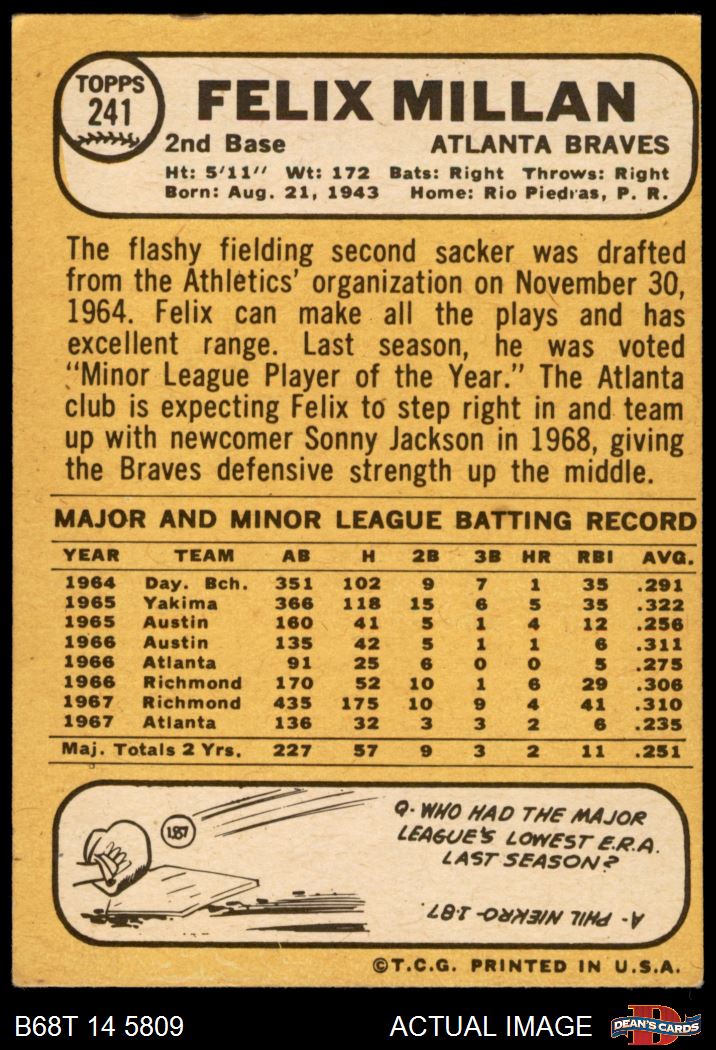 TOPPS
241
FELIX MILLAN
2nd Base ATLANTA BRAVES
Ht: 5'11" Wt: 172 Bats: Right Throws: Right
Born: Aug. 21, 1943 Home: Rio Piedras, P. R.
The flashy fielding second sacker was drafted
from the Athletics' organization on November 30,
1964. Felix can make all the plays and has
excellent range. Last season, he was voted
"Minor League Player of the Year." The Atlanta
club is expecting Felix to step right in and team
up with newcomer Sonny Jackson in 1968, giving
the Braves defensive strength up the middle.
MAJOR AND MINOR LEAGUE BATTING RECORD
YEAR TEAM AB H 2B 3B HR RBI AVG.
1964 Day. Bch. 351 102 9 7 1 35 .291
1965 Yakima 366 118 15 6 5 35 .322
1965 Austin 160 41 5 1 4 12 .256
1966 Austin 135 42 5 1 1 6 .311
1966 Atlanta 91 25 6 0 0 5 .275
1966 Richmond 170 52 10 1 6 29 .306
1967 Richmond 435 175 10 9 4 41 .310
1967 Atlanta 136 32 3 3 2 6 .235
Maj. Totals 2 Yrs. 227 57 9 3 2 11 .251
1.87
Q. WHO HAD THE MAJOR
LEAGUE'S LOWEST E.R.A.
LAST SEASON?
A- PHIL NIEKRO-1.87.
©T.C.G. PRINTED IN U.S.A.
B68T 14 5809 ACTUAL IMAGE
D
DEAN'S CARDS